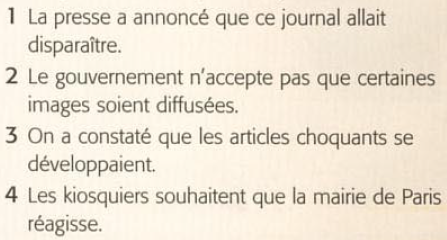 1 La presse a annoncé que ce journal allait
disparaître.
2 Le gouvernement n'accepte pas que certaines
images soient diffusées.
3 On a constaté que les articles choquants se
développaient.
4 Les kiosquiers souhaitent que la mairie de Paris
réagisse.